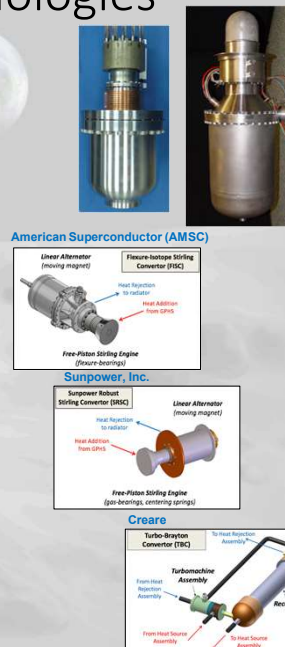 American Superconductor (AMSC)
Linear Alternator
(moving magnet)
Flexure-Isotope Stirling
Convertor (FISC)
Heat Rejection
to radiator
Heat Addition
from GPHS
Free-Piston Stirling Engine
(flexure-bearings)
Sunpower, Inc.
Sunpower Robust
Stirling Convertor (SRSC)
Linear Alternator
(moving magnet)
Heat Rejection
to radiator
Heat Addition
from GPHS
Free-Piston Stirling Engine
(gas-bearings, centering springs)
Creare
Turbo-Brayton
Convertor (TBC)
To Heat Rejection
Assembly
Turbomachine
Assembly
From Heat
Rejection
Assembly
From Heat Source
Assembly
To Heat Source
Assembly